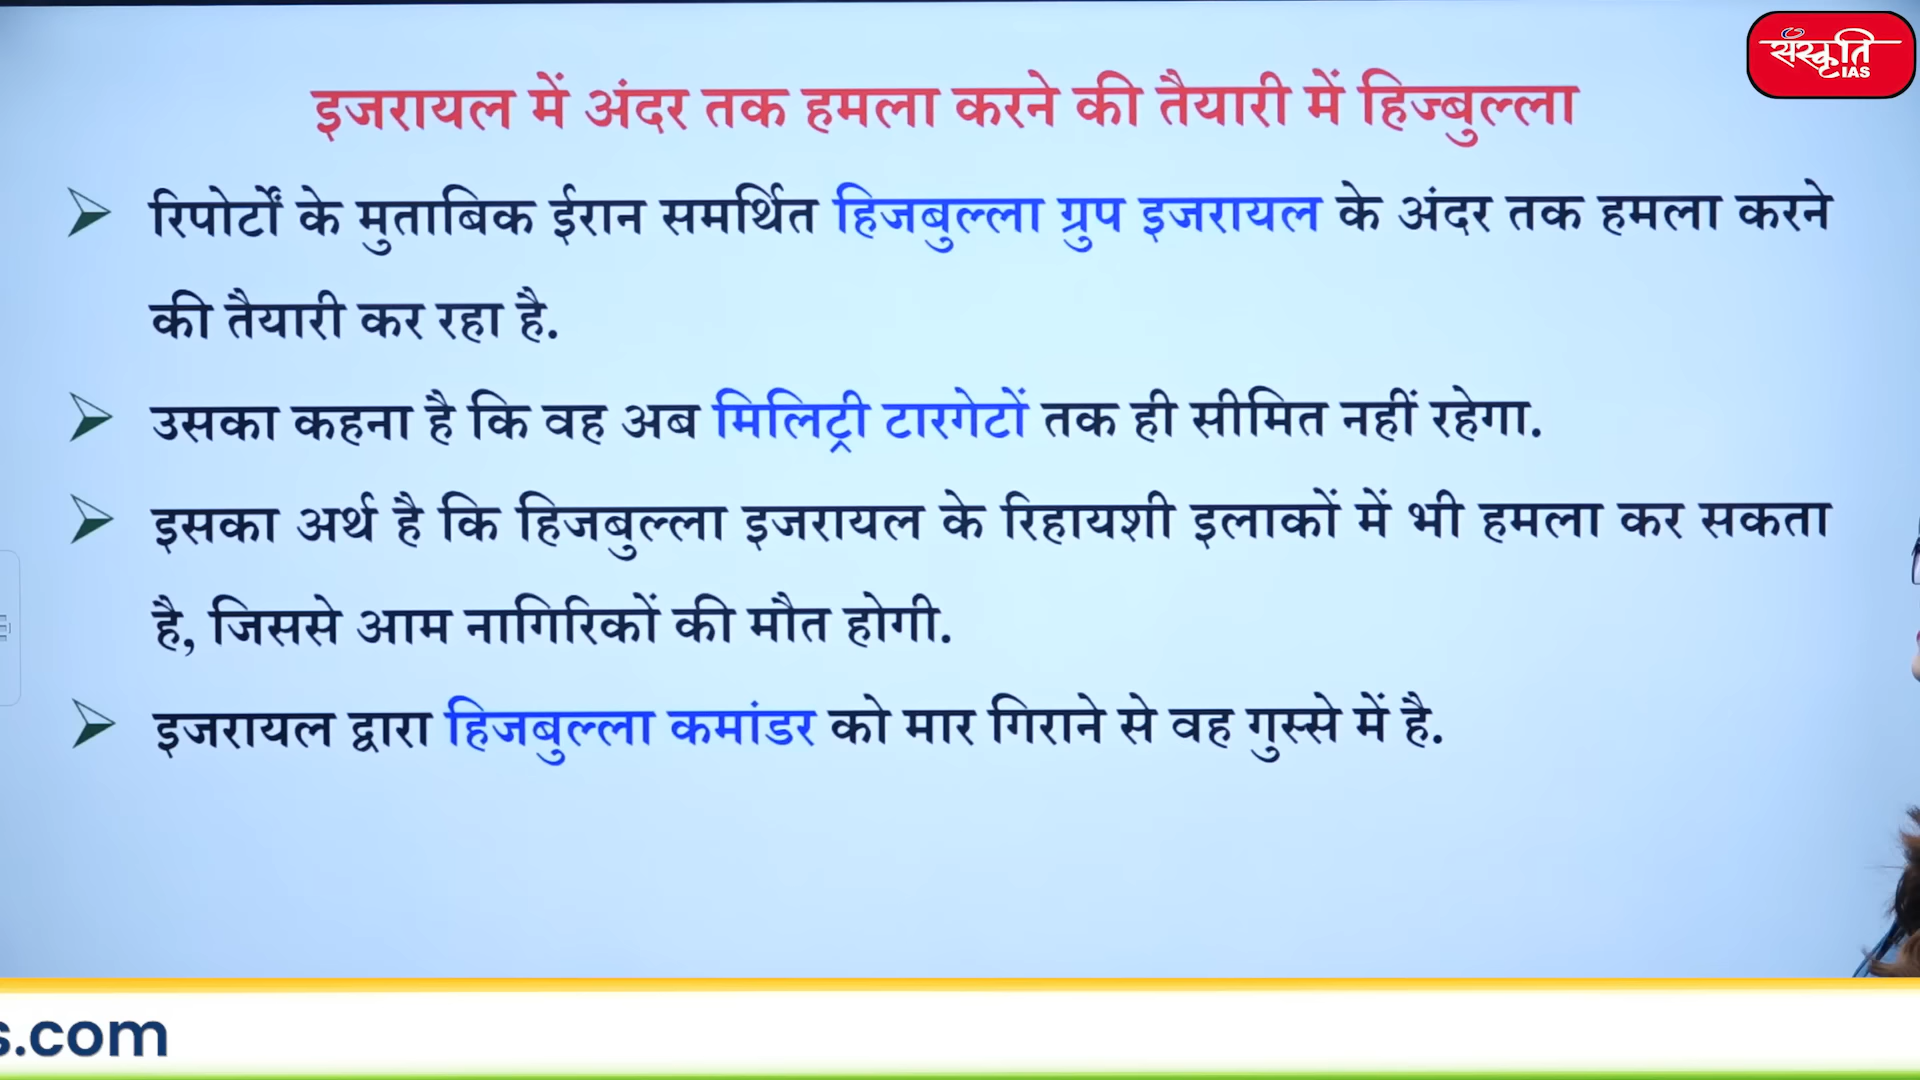 संस्कृति
IAS
इजरायल में अंदर तक हमला करने की तैयारी में हिज्बुल्ला
रिपोर्टों के मुताबिक ईरान समर्थित हिजबुल्ला ग्रुप इजरायल के अंदर तक हमला करने
की तैयारी कर रहा है.
उसका कहना है कि वह अब मिलिट्री टारगेटों तक ही सीमित नहीं रहेगा.
इसका अर्थ है कि हिजबुल्ला इजरायल के रिहायशी इलाकों में भी हमला कर सकता
है, जिससे आम नागिरिकों की मौत होगी.
इजरायल द्वारा हिजबुल्ला कमांडर को मार गिराने से वह गुस्से में है.
s.com